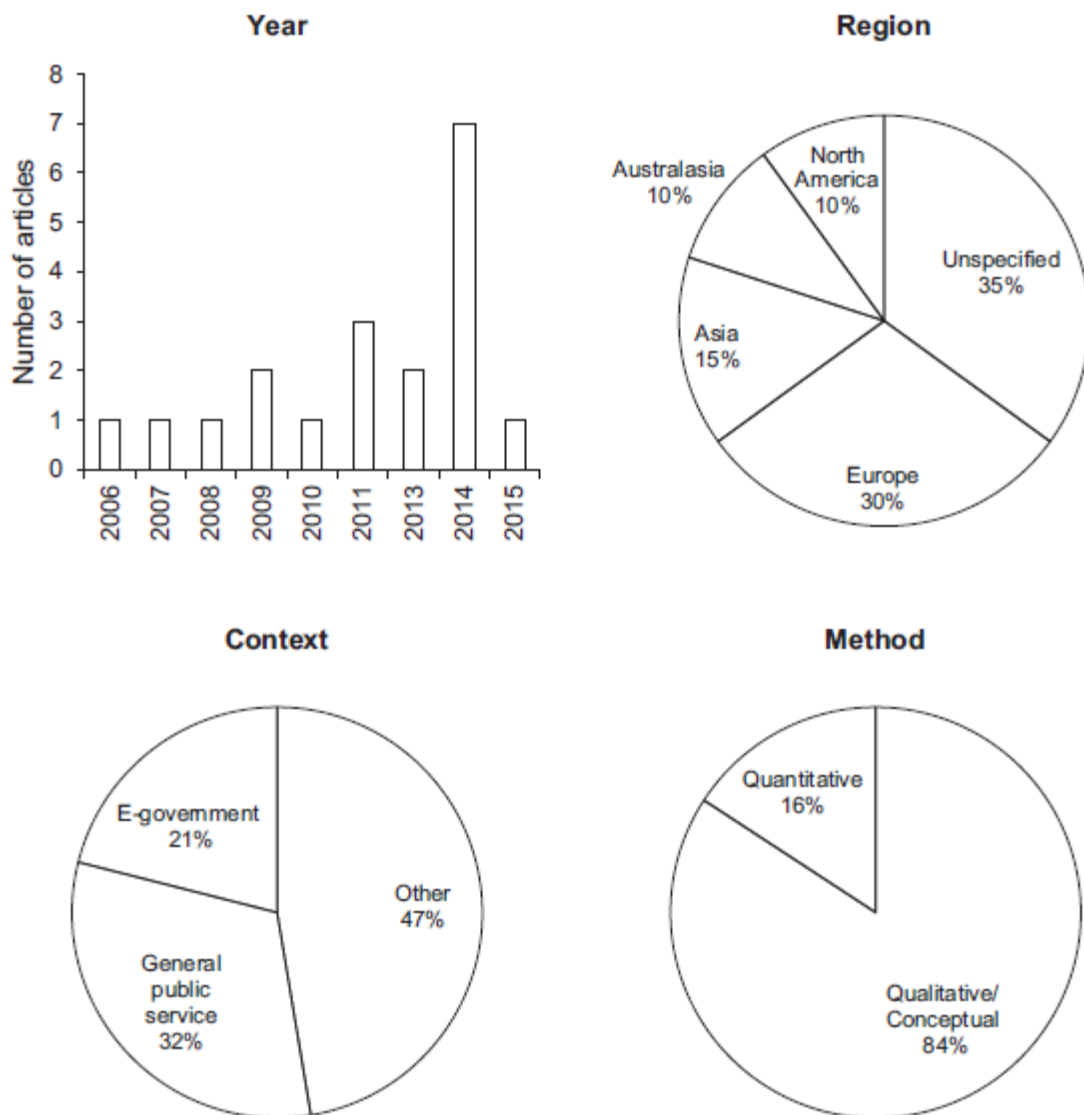 Year
Number of articles
8
7
6
5
4
3
2
1
0
2006
2007
2008
2009
2010
2011
2013
2014
2015
Region
North
America
10%
Australasia
10%
Unspecified
35%
Asia
15%
Europe
30%
Context
E-government
21%
Other
47%
General
public
service
32%
Method
Quantitative
16%
Qualitative/
Conceptual
84%